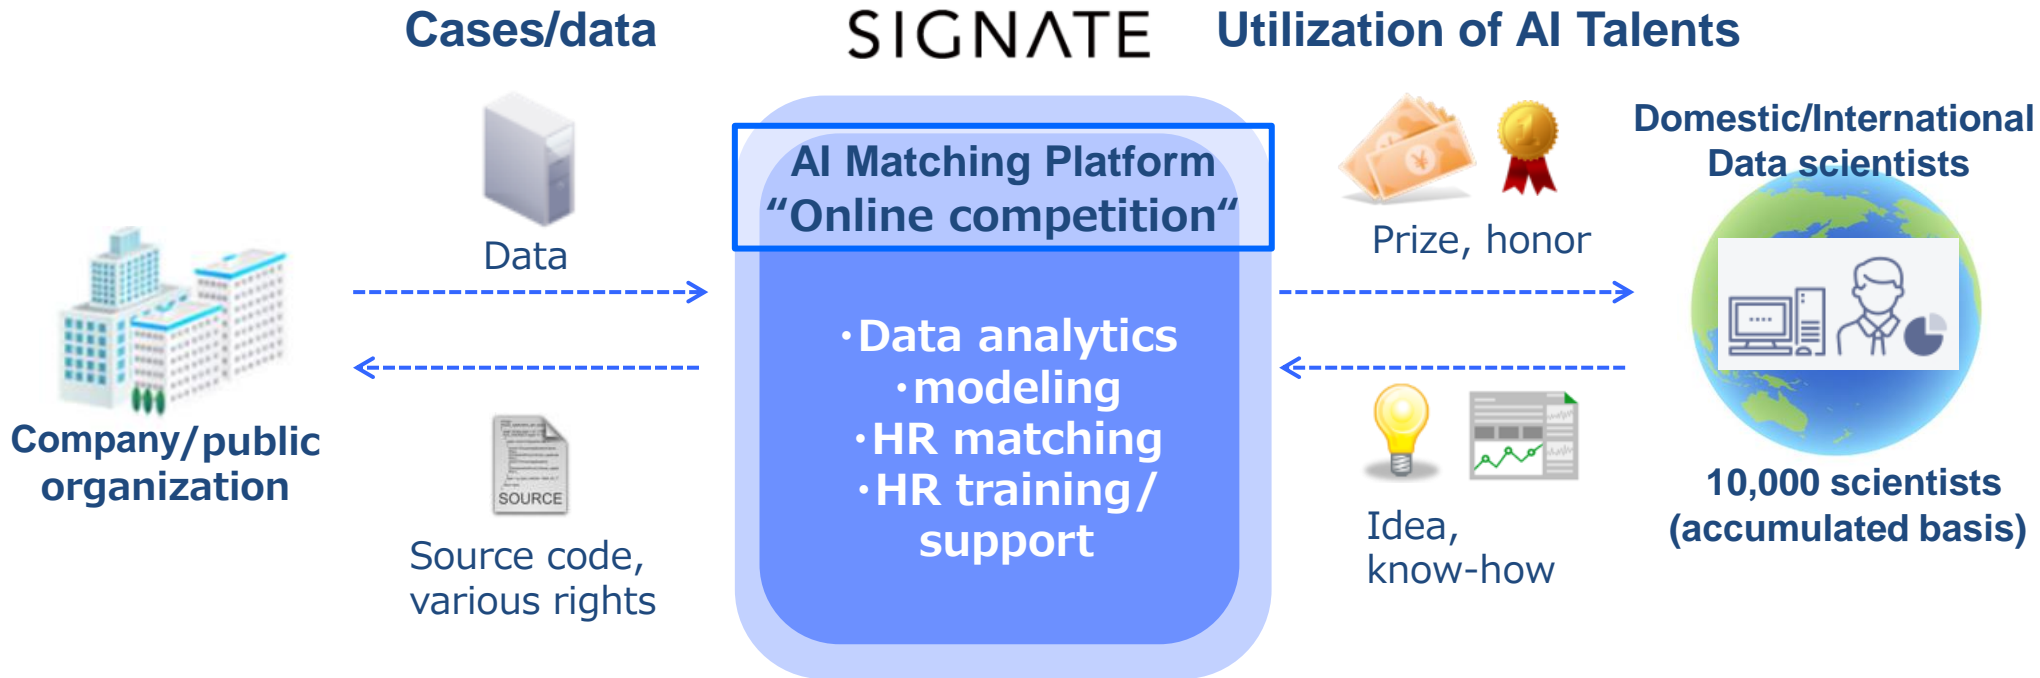 Cases/data
SIGNATE
Utilization of AI Talents
Data
Company/public
organization
SOURCE
Source code,
various rights
AI Matching Platform
“Online competition“
・Data analytics
・modeling
・HR matching
・HR training/
support
1
¥
Prize, honor
Idea,
know-how
Domestic/International
Data scientists
10,000 scientists
(accumulated basis)